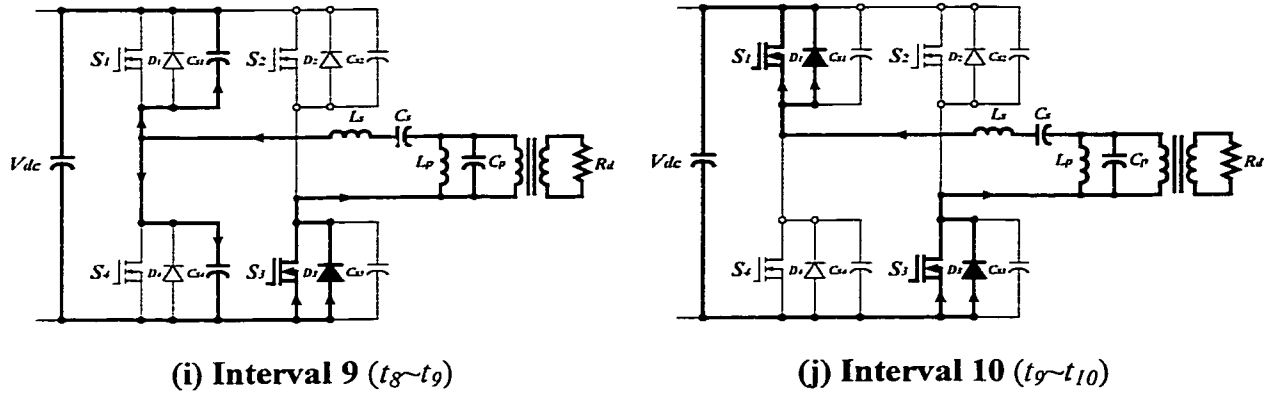 S1 D1 Cs1 S2 D2 Cs2
Ls Cs
Vdc Lp Cp Rd
S4 D4 Cs4 S3 D3 Cs3
(i) Interval 9 (t8~t9)
S1 D1 Cs1 S2 D2 Cs2
Ls Cs
Vdc Lp Cp Rd
S4 D4 Cs4 S3 D3 Cs3
(j) Interval 10 (t9~t10)